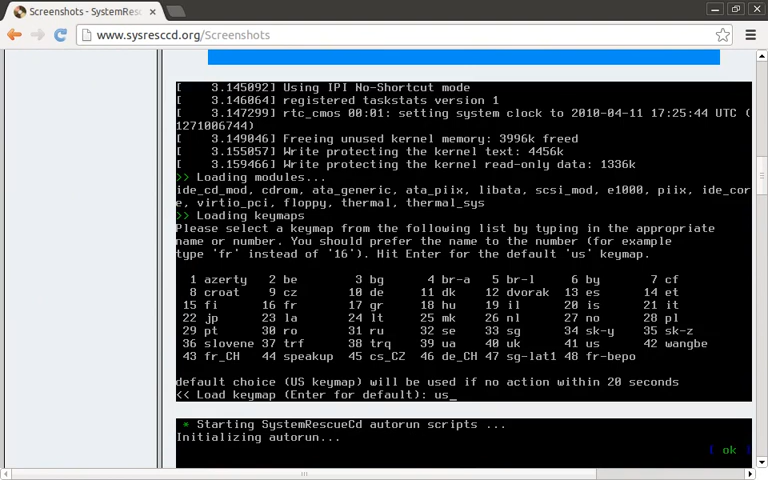 Screenshots - SystemResc
www.sysresccd.org/Screenshots
[    3.145092] Using IPI No-Shortcut mode
[    3.146064] registered taskstats version 1
[    3.147299] rtc_cmos 00:01: setting system clock to 2010-04-11 17:25:44 UTC (
1271006744)
[    3.149046] Freeing unused kernel memory: 3996k freed
[    3.155057] Write protecting the kernel text: 4456k
[    3.159466] Write protecting the kernel read-only data: 1336k
>> Loading modules...
ide_cd_mod, cdrom, ata_generic, ata_piix, libata, scsi_mod, e1000, piix, ide_cor
e, virtio_pci, floppy, thermal, thermal_sys
>> Loading keymaps
Please select a keymap from the following list by typing in the appropriate
name or number. You should prefer the name to the number (for example
type 'fr' instead of '16'). Hit Enter for the default 'us' keymap.
1 azerty 2 be 3 bg 4 br-a 5 br-l 6 by 7 cf
8 croat 9 cz 10 de 11 dk 12 dvorak 13 es 14 et
15 fi 16 fr 17 gr 18 hu 19 il 20 is 21 it
22 jp 23 la 24 lt 25 mk 26 nl 27 no 28 pl
29 pt 30 ro 31 ru 32 se 33 sg 34 sk-y 35 sk-z
36 slovene 37 trf 38 trq 39 ua 40 uk 41 us 42 wangbe
43 fr_CH 44 speakup 45 cs_CZ 46 de_CH 47 sg-lat1 48 fr-bepo
default choice (US keymap) will be used if no action within 20 seconds
<< Load keymap (Enter for default): us_
* Starting SystemRescueCd autorun scripts ...
Initializing autorun...
[ ok